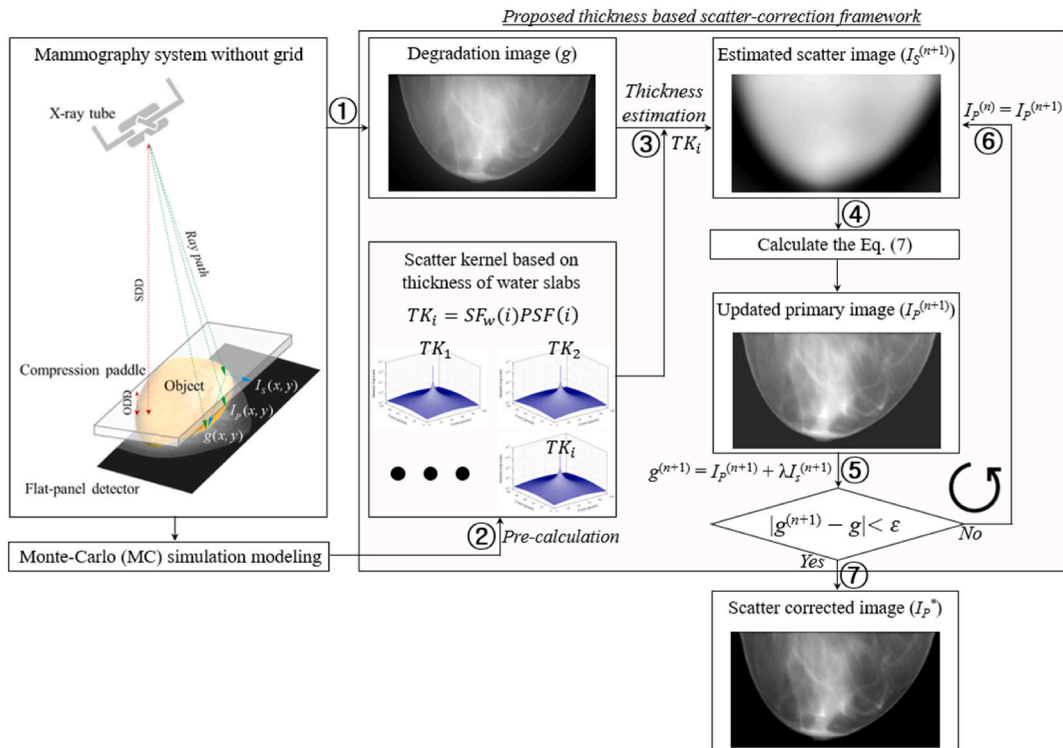 Proposed thickness based scatter-correction framework
Mammography system without grid
X-ray tube
Ray path
SDD
Compression paddle
Object
ODD
I_S(x, y)
I_P(x, y)
g(x, y)
Flat-panel detector
Monte-Carlo (MC) simulation modeling
①
Degradation image (g)
Scatter kernel based on
thickness of water slabs
TK_i = SF_w(i)PSF(i)
TK_1
TK_2
TK_i
② Pre-calculation
Thickness
estimation
③ TK_i
Estimated scatter image (I_S^(n+1))
I_P^(n) = I_P^(n+1)
⑥
④
Calculate the Eq. (7)
Updated primary image (I_P^(n+1))
g^(n+1) = I_P^(n+1) + λI_s^(n+1) ⑤
|g^(n+1) − g| < ε
No
Yes ⑦
Scatter corrected image (I_P^*)